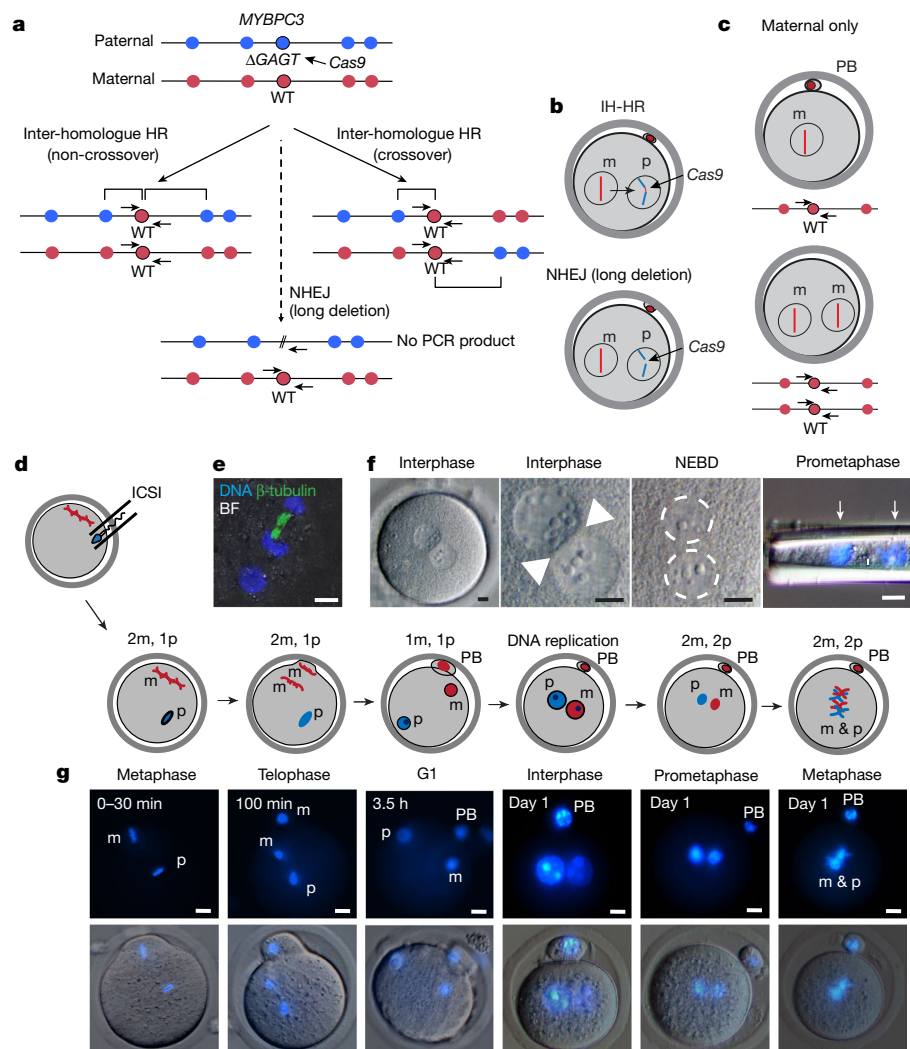 a
MYBPC3
Paternal
ΔGAGT
Cas9
Maternal
WT
Inter-homologue HR
(non-crossover)
Inter-homologue HR
(crossover)
WT
WT
WT
WT
NHEJ
(long deletion)
No PCR product
WT
b
IH-HR
m
p
Cas9
NHEJ (long deletion)
m
p
Cas9
c
Maternal only
PB
m
WT
m
m
WT
d
ICSI
e
DNA β-tubulin
BF
f
Interphase
Interphase
NEBD
Prometaphase
2m, 1p
2m, 1p
1m, 1p
DNA replication
2m, 2p
2m, 2p
m
p
m
p
PB
m
p
PB
p
m
PB
p
m
PB
m & p
g
Metaphase
Telophase
G1
Interphase
Prometaphase
Metaphase
0–30 min
m
p
100 min
m
m
p
3.5 h
p
PB
m
Day 1
PB
Day 1
PB
Day 1
PB
m & p